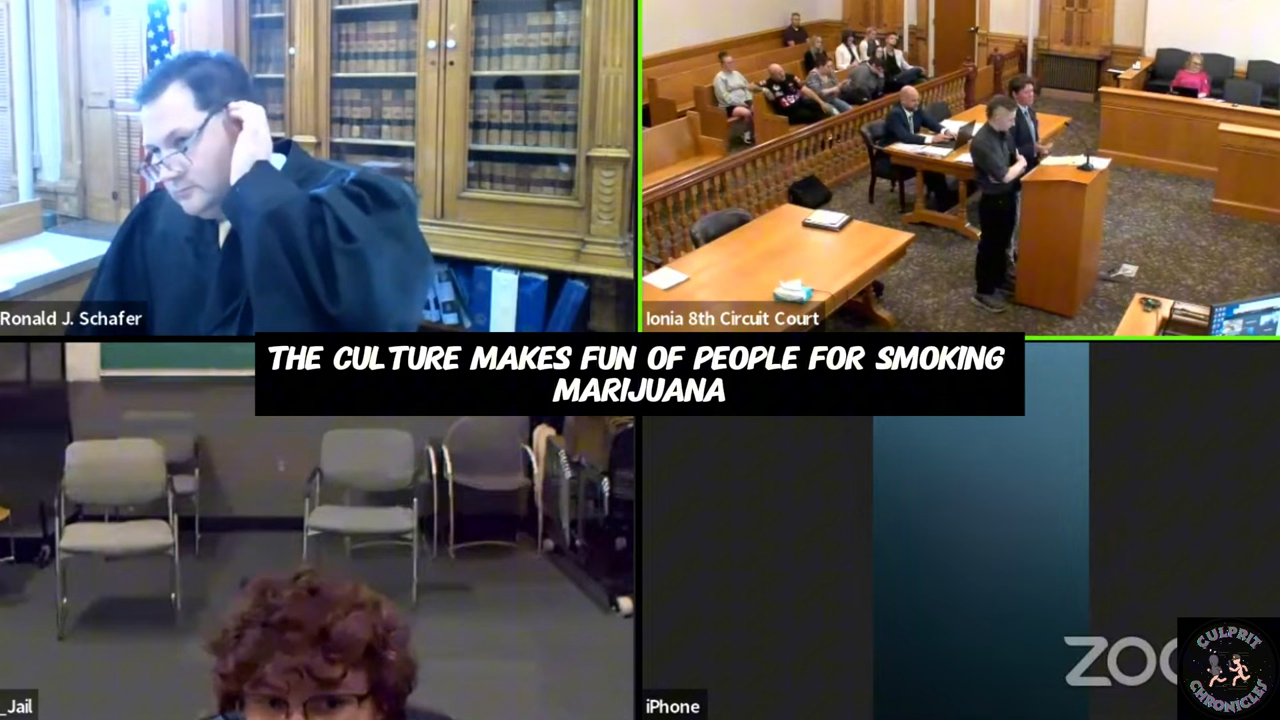 Ronald J. Schafer
Ionia 8th Circuit Court
THE CULTURE MAKES FUN OF PEOPLE FOR SMOKING
MARIJUANA
_Jail
iPhone
ZOO
CULPRIT
CHRONICLES